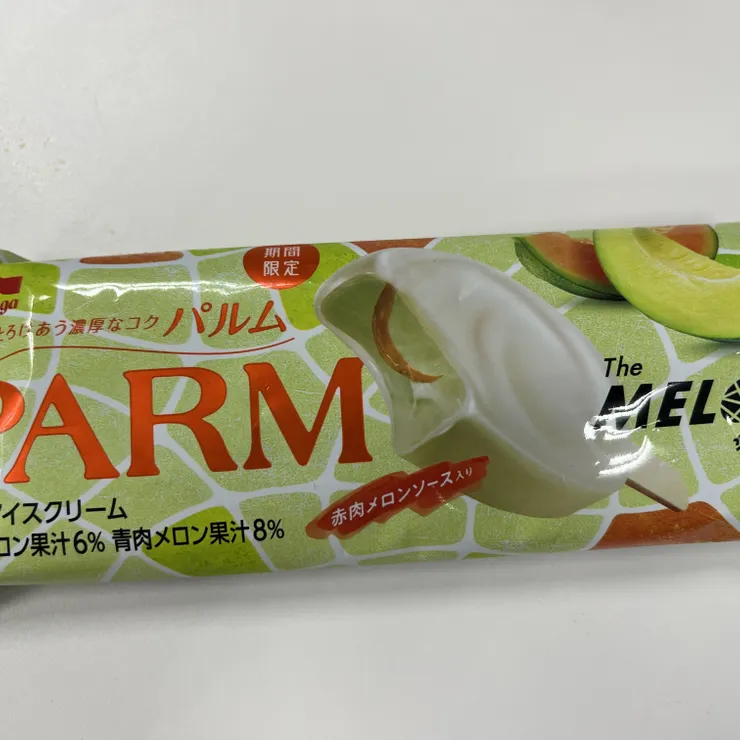 期間
限定
ろけあう濃厚なコク パルム
PARM
The
MEL
赤肉メロンソース入り
アイスクリーム
ロン果汁6% 青肉メロン果汁8%